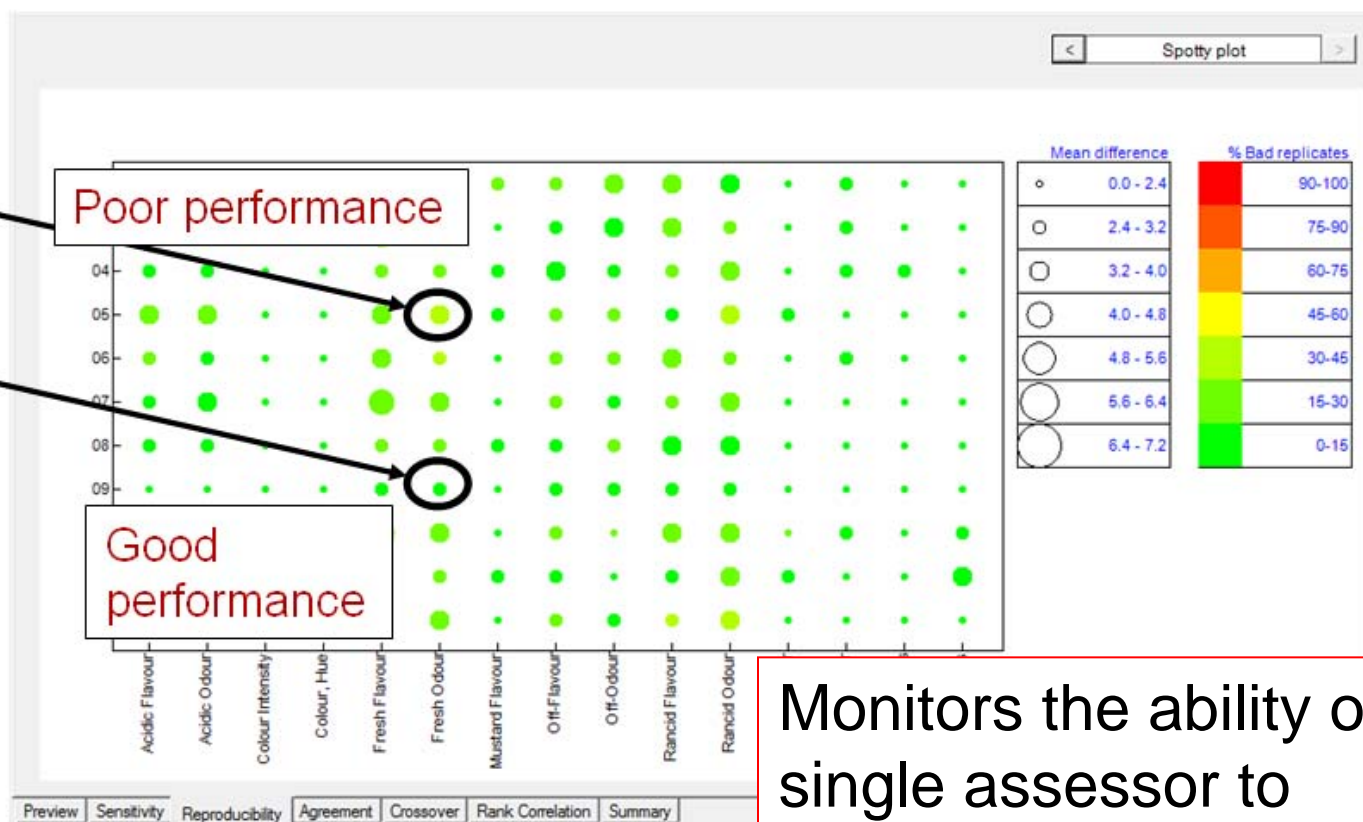 < Spotty plot >
Mean difference % Bad replicates
0.0 - 2.4 90-100
2.4 - 3.2 75-90
3.2 - 4.0 60-75
4.0 - 4.8 45-60
4.8 - 5.6 30-45
5.6 - 6.4 15-30
6.4 - 7.2 0-15
Poor performance
04
05
06
07
08
09
Good
performance
Acidic Flavour
Acidic Odour
Colour Intensity
Colour, Hue
Fresh Flavour
Fresh Odour
Mustard Flavour
Off-Flavour
Off-Odour
Rancid Flavour
Rancid Odour
Monitors the ability
single assessor to
Preview Sensitivity Reproducibility Agreement Crossover Rank Correlation Summary